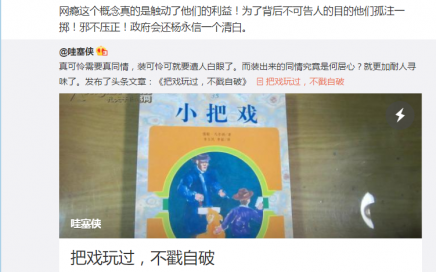 网瘾这个概念真的是触动了他们的利益！为了背后不可告人的目的他们孤注一
掷！邪不压正！政府会还杨永信一个清白。
@哇塞侠
真可怜需要真同情，装可怜可就要遭人白眼了。而装出来的同情究竟是何居心？就更加耐人寻
味了。发布了头条文章：《把戏玩过，不戳自破》 把戏玩过，不戳自破
小把戏
哇塞侠
把戏玩过，不戳自破